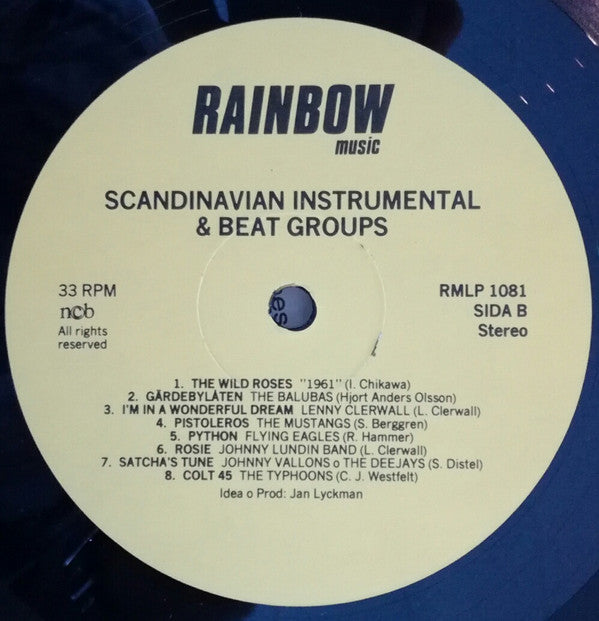 RAINBOW
music
SCANDINAVIAN INSTRUMENTAL
& BEAT GROUPS
33 RPM
ncb
All rights
reserved
RMLP 1081
SIDA B
Stereo
1. THE WILD ROSES "1961" (I. Chikawa)
2. GÄRDEBYLÅTEN THE BALUBAS (Hjort Anders Olsson)
3. I'M IN A WONDERFUL DREAM LENNY CLERWALL (L. Clerwall)
4. PISTOLEROS THE MUSTANGS (S. Berggren)
5. PYTHON FLYING EAGLES (R. Hammer)
6. ROSIE JOHNNY LUNDIN BAND (L. Clerwall)
7. SATCHA'S TUNE JOHNNY VALLONS o THE DEEJAYS (S. Distel)
8. COLT 45 THE TYPHOONS (C. J. Westfelt)
Idea o Prod: Jan Lyckman